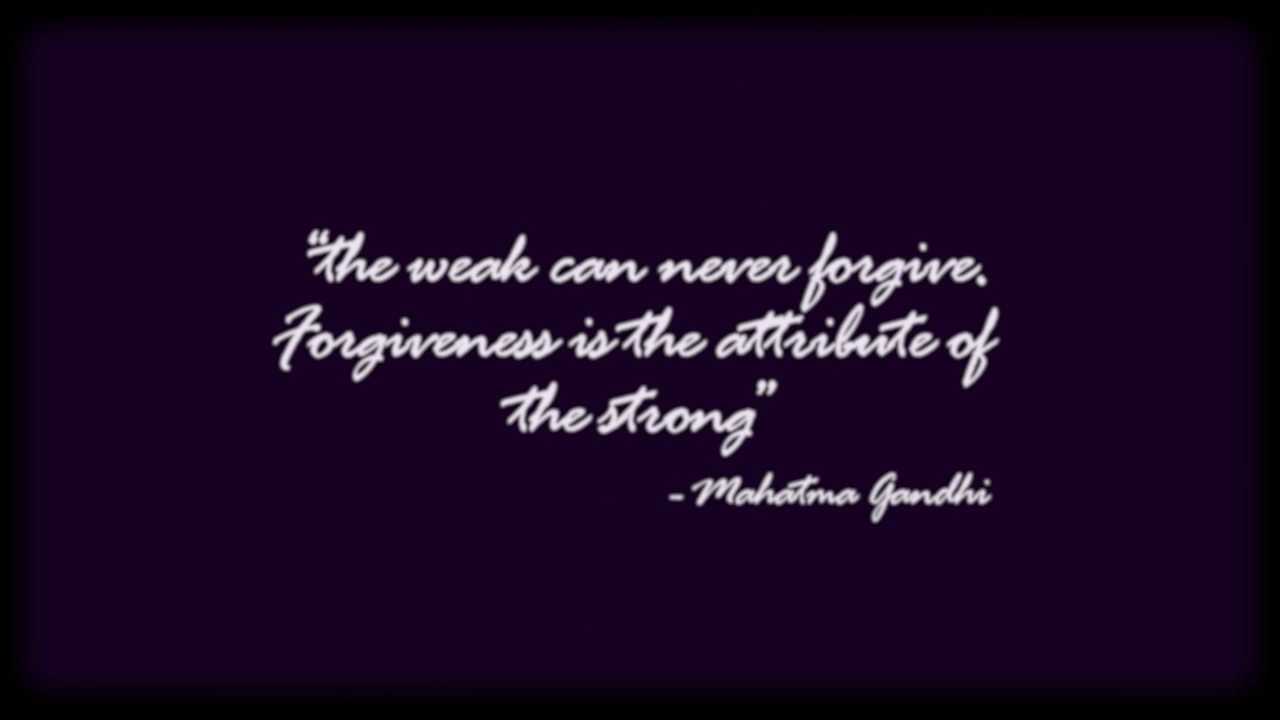 “the weak can never forgive.
Forgiveness is the attribute of
the strong”
- Mahatma Gandhi